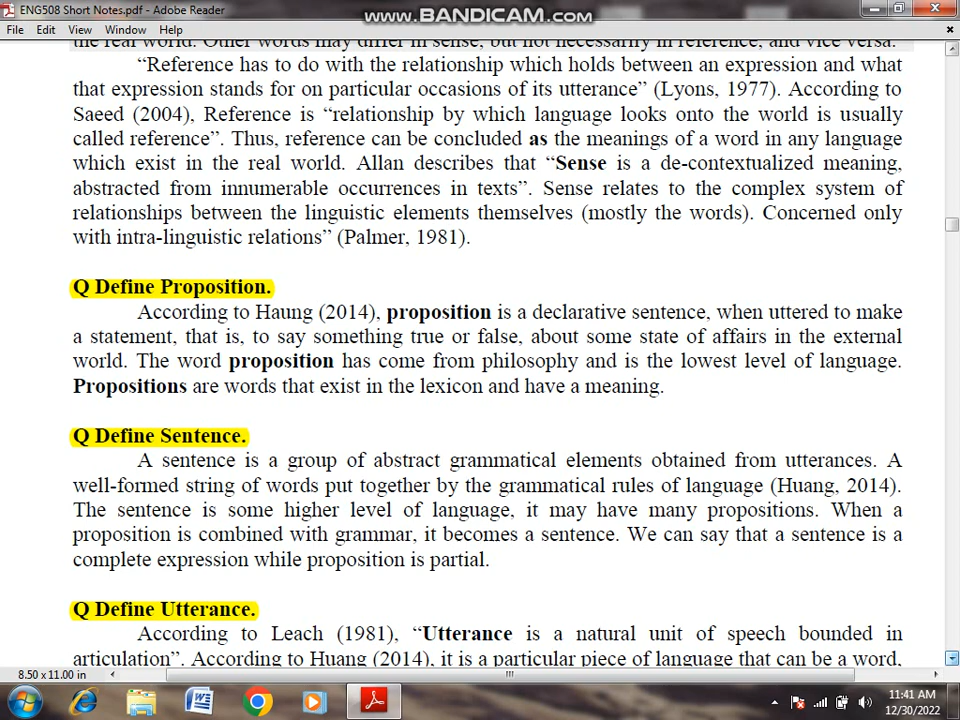 ENG508 Short Notes.pdf - Adobe Reader
www.BANDICAM.com
File Edit View Window Help
the real world. Other words may differ in sense, but not necessarily in reference, and vice versa.
“Reference has to do with the relationship which holds between an expression and what
that expression stands for on particular occasions of its utterance” (Lyons, 1977). According to
Saeed (2004), Reference is “relationship by which language looks onto the world is usually
called reference”. Thus, reference can be concluded as the meanings of a word in any language
which exist in the real world. Allan describes that “Sense is a de-contextualized meaning,
abstracted from innumerable occurrences in texts”. Sense relates to the complex system of
relationships between the linguistic elements themselves (mostly the words). Concerned only
with intra-linguistic relations” (Palmer, 1981).
Q Define Proposition.
According to Haung (2014), proposition is a declarative sentence, when uttered to make
a statement, that is, to say something true or false, about some state of affairs in the external
world. The word proposition has come from philosophy and is the lowest level of language.
Propositions are words that exist in the lexicon and have a meaning.
Q Define Sentence.
A sentence is a group of abstract grammatical elements obtained from utterances. A
well-formed string of words put together by the grammatical rules of language (Huang, 2014).
The sentence is some higher level of language, it may have many propositions. When a
proposition is combined with grammar, it becomes a sentence. We can say that a sentence is a
complete expression while proposition is partial.
Q Define Utterance.
According to Leach (1981), “Utterance is a natural unit of speech bounded in
articulation”. According to Huang (2014), it is a particular piece of language that can be a word,
8.50 x 11.00 in
11:41 AM
12/30/2022